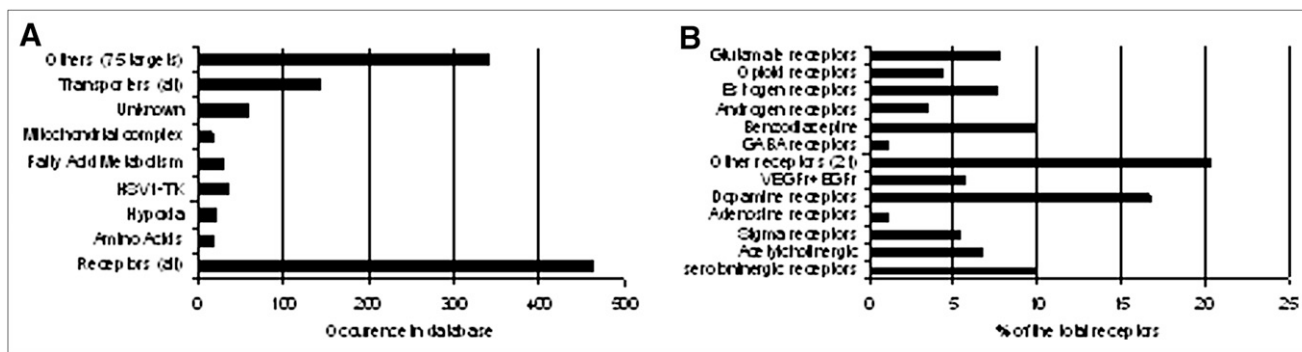 A
Others (75 targets)
Transporters (all)
Unknown
Mitochondrial complex
Fatty Acid Metabolism
HSV1-TK
Hypoxia
Amino Acids
Receptors (all)
0 100 200 300 400 500
Occurence in database
B
Glutamate receptors
Opioid receptors
Estrogen receptors
Androgen receptors
Benzodiazepine
GABA receptors
Other receptors (21)
VEGFr+EGFr
Dopamine receptors
Adenosine receptors
Sigma receptors
Acetylcholinergic
serotoninergic receptors
0 5 10 15 20 25
% of the total receptors